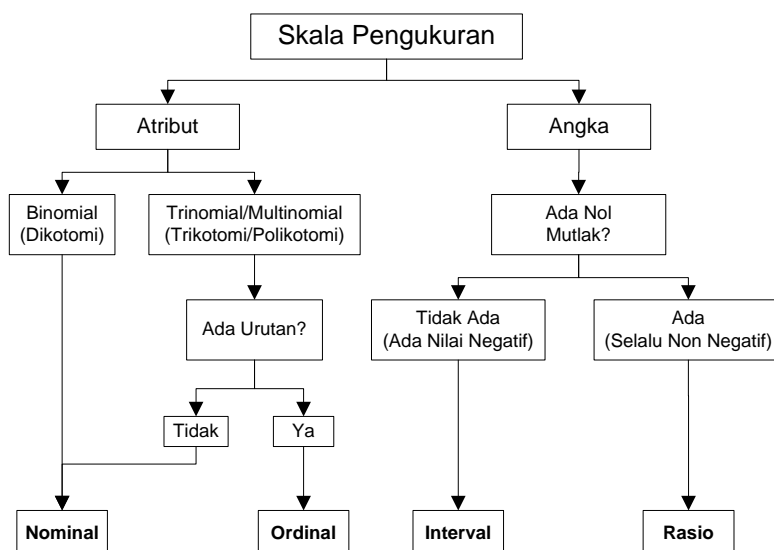 Skala Pengukuran
Atribut
Angka
Binomial
(Dikotomi)
Trinomial/Multinomial
(Trikotomi/Polikotomi)
Ada Nol
Mutlak?
Ada Urutan?
Tidak Ada
(Ada Nilai Negatif)
Ada
(Selalu Non Negatif)
Tidak
Ya
Nominal
Ordinal
Interval
Rasio